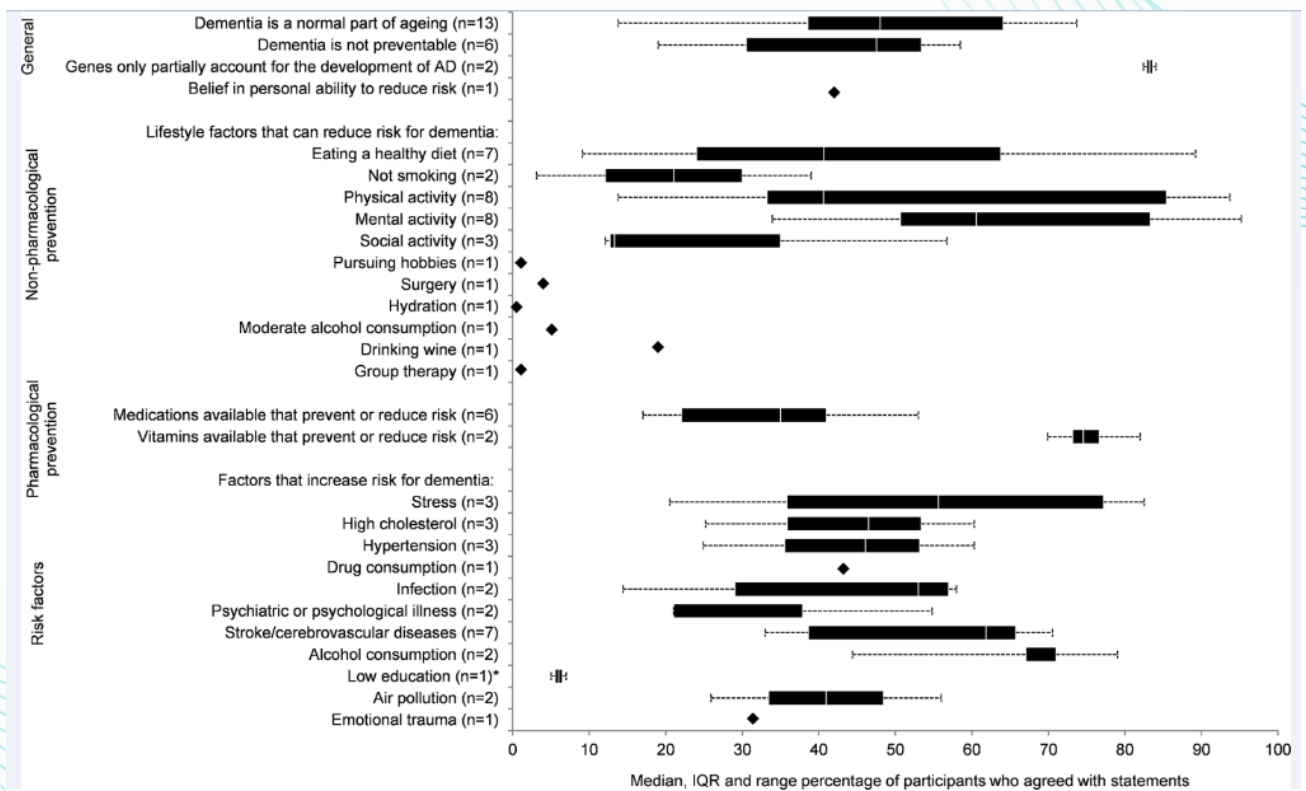 General
Dementia is a normal part of ageing (n=13)
Dementia is not preventable (n=6)
Genes only partially account for the development of AD (n=2)
Belief in personal ability to reduce risk (n=1)
Non-pharmacological
prevention
Lifestyle factors that can reduce risk for dementia:
Eating a healthy diet (n=7)
Not smoking (n=2)
Physical activity (n=8)
Mental activity (n=8)
Social activity (n=3)
Pursuing hobbies (n=1)
Surgery (n=1)
Hydration (n=1)
Moderate alcohol consumption (n=1)
Drinking wine (n=1)
Group therapy (n=1)
Pharmacological
prevention
Medications available that prevent or reduce risk (n=6)
Vitamins available that prevent or reduce risk (n=2)
Risk factors
Factors that increase risk for dementia:
Stress (n=3)
High cholesterol (n=3)
Hypertension (n=3)
Drug consumption (n=1)
Infection (n=2)
Psychiatric or psychological illness (n=2)
Stroke/cerebrovascular diseases (n=7)
Alcohol consumption (n=2)
Low education (n=1)*
Air pollution (n=2)
Emotional trauma (n=1)
0 10 20 30 40 50 60 70 80 90 100
Median, IQR and range percentage of participants who agreed with statements